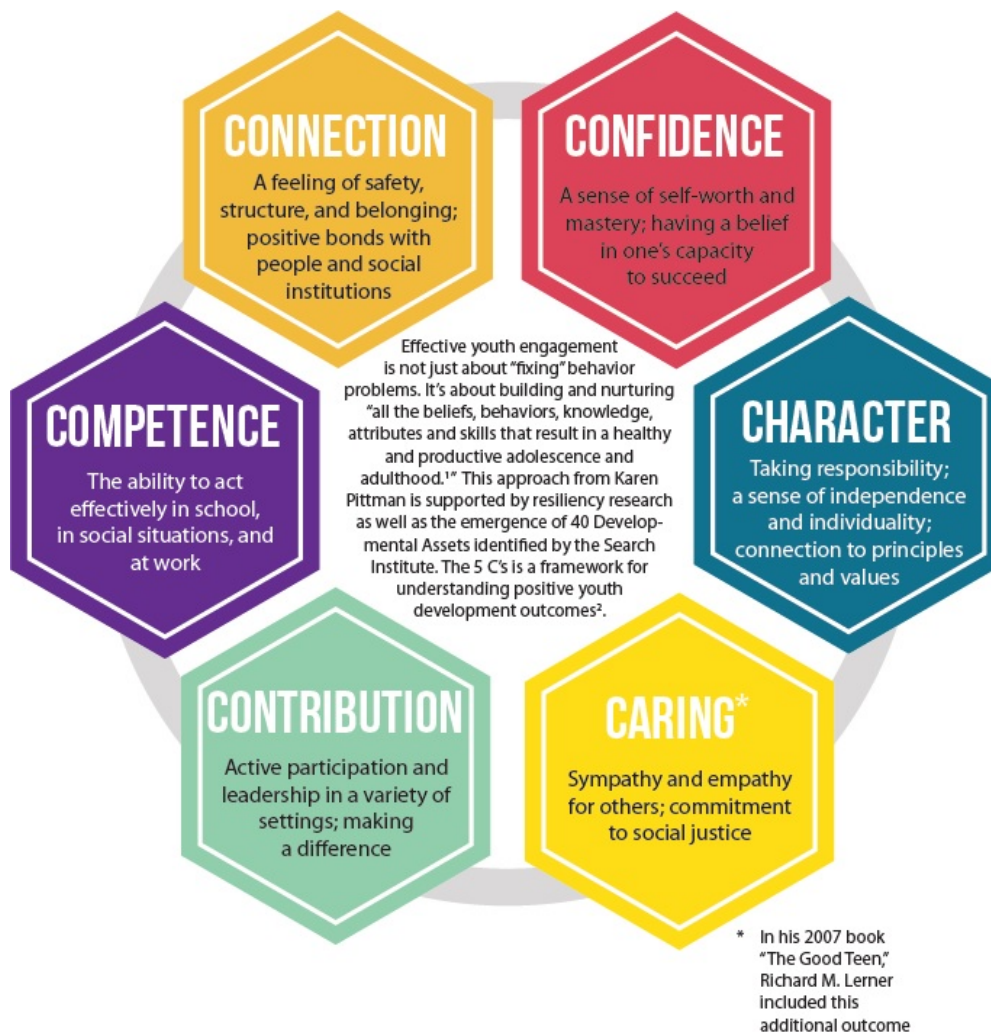 CONNECTION
A feeling of safety,
structure, and belonging;
positive bonds with
people and social
institutions
CONFIDENCE
A sense of self-worth and
mastery; having a belief
in one's capacity
to succeed
COMPETENCE
The ability to act
effectively in school,
in social situations, and
at work
Effective youth engagement
is not just about "fixing" behavior
problems. It's about building and nurturing
"all the beliefs, behaviors, knowledge,
attributes and skills that result in a healthy
and productive adolescence and
adulthood.¹" This approach from Karen
Pittman is supported by resiliency research
as well as the emergence of 40 Develop-
mental Assets identified by the Search
Institute. The 5 C's is a framework for
understanding positive youth
development outcomes².
CHARACTER
Taking responsibility;
a sense of independence
and individuality;
connection to principles
and values
CONTRIBUTION
Active participation and
leadership in a variety of
settings; making
a difference
CARING*
Sympathy and empathy
for others; commitment
to social justice
* In his 2007 book
"The Good Teen,"
Richard M. Lerner
included this
additional outcome